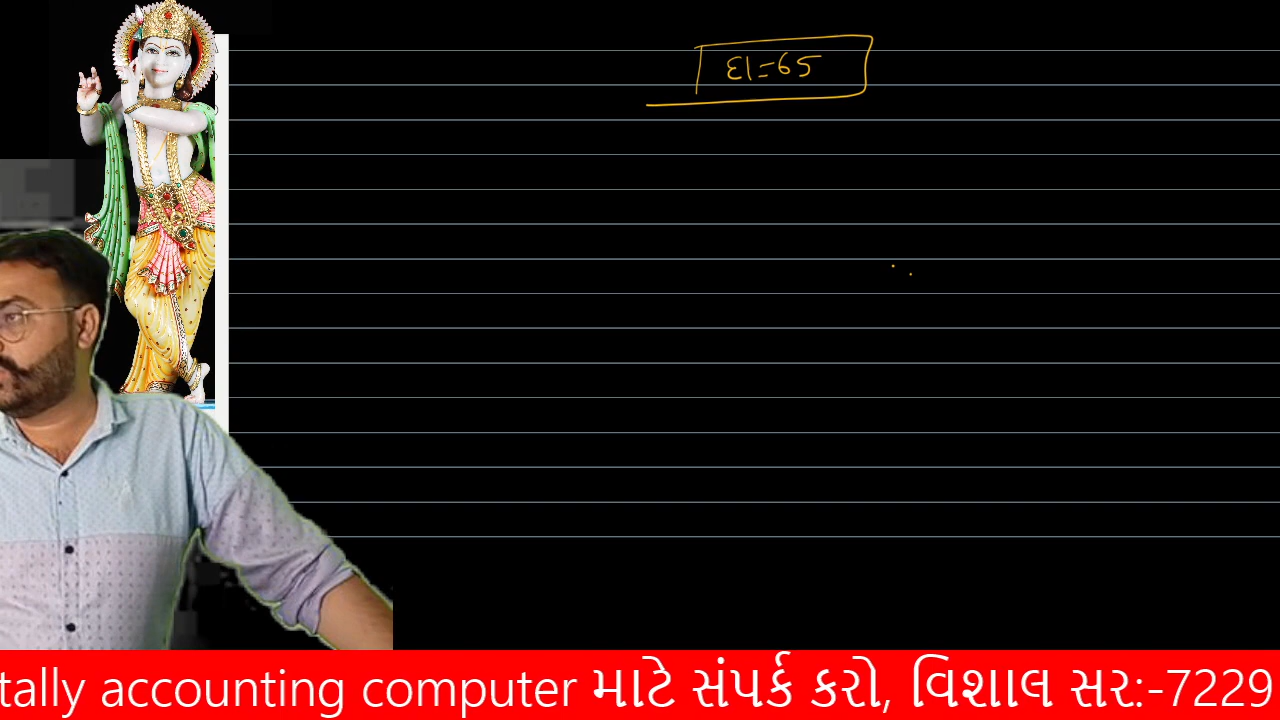 દા=65
tally accounting computer માટે સંપર્ક કરો, વિશાલ સર:-7229